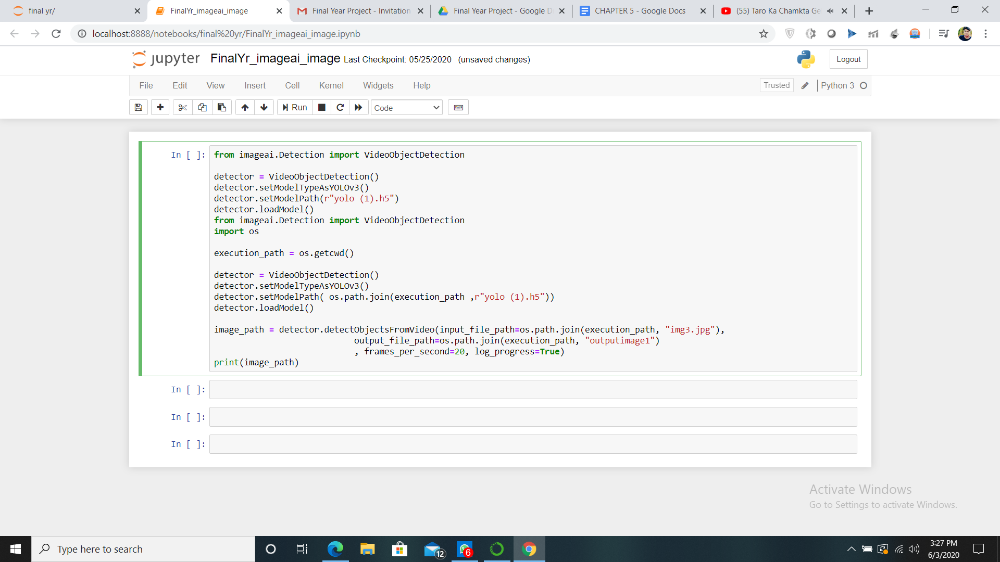 final yr/
FinalYr_imageai_image
Final Year Project - Invitation
Final Year Project - Google D
CHAPTER 5 - Google Docs
(55) Taro Ka Chamkta Ge
localhost:8888/notebooks/final%20yr/FinalYr_imageai_image.ipynb
jupyter FinalYr_imageai_image Last Checkpoint: 05/25/2020 (unsaved changes)
Logout
File Edit View Insert Cell Kernel Widgets Help
Trusted Python 3
Run Code
In [ ]:
from imageai.Detection import VideoObjectDetection
detector = VideoObjectDetection()
detector.setModelTypeAsYOLOv3()
detector.setModelPath(r"yolo (1).h5")
detector.loadModel()
from imageai.Detection import VideoObjectDetection
import os
execution_path = os.getcwd()
detector = VideoObjectDetection()
detector.setModelTypeAsYOLOv3()
detector.setModelPath( os.path.join(execution_path ,r"yolo (1).h5"))
detector.loadModel()
image_path = detector.detectObjectsFromVideo(input_file_path=os.path.join(execution_path, "img3.jpg"),
output_file_path=os.path.join(execution_path, "outputimage1")
, frames_per_second=20, log_progress=True)
print(image_path)
In [ ]:
In [ ]:
In [ ]:
Activate Windows
Go to Settings to activate Windows.
Type here to search
12
6
3:27 PM
6/3/2020